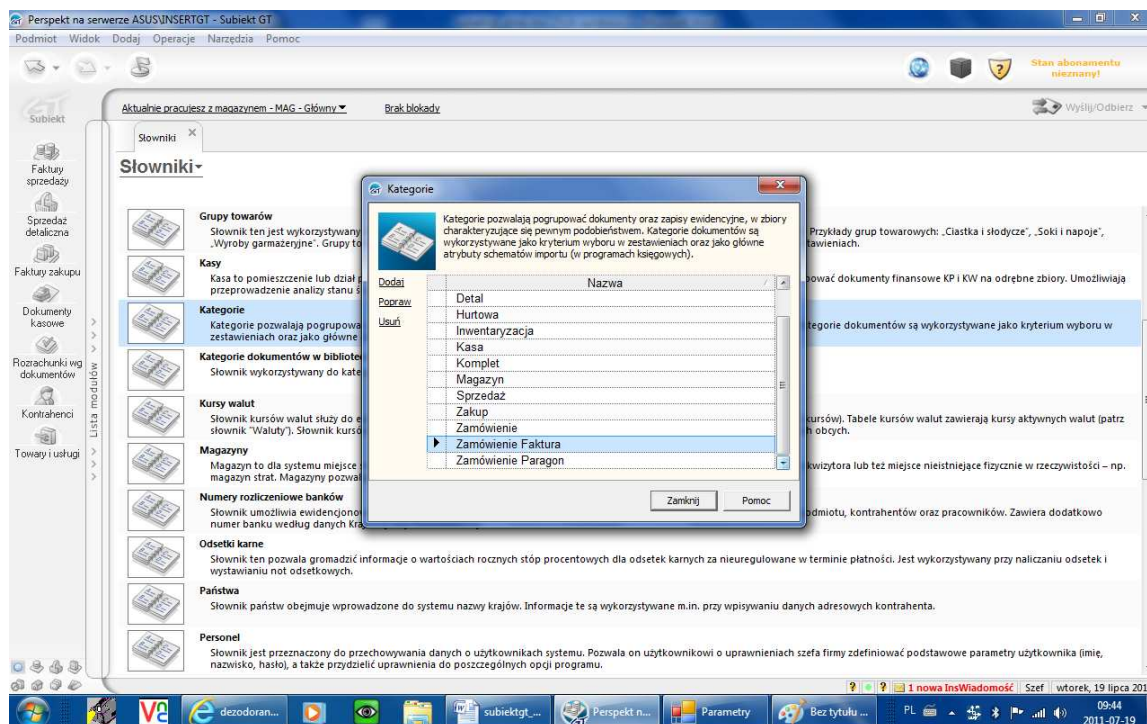 Perspekt na serwerze ASUS\INSERTGT - Subiekt GT
Podmiot Widok Dodaj Operacje Narzędzia Pomoc
Stan abonamentu
nieznany!
Subiekt
Aktualnie pracujesz z magazynem - MAG - Główny
Brak blokady
Wyślij/Odbierz
Słowniki
Słowniki
Faktury
sprzedaży
Sprzedaż
detaliczna
Faktury zakupu
Dokumenty
kasowe
Rozrachunki wg
dokumentów
Kontrahenci
Towary i usługi
Lista modułów
Grupy towarów
Słownik ten jest wykorzystywany
Przykłady grup towarowych: „Ciastka i słodycze”, „Soki i napoje”,
„Wyroby garmażeryjne”. Grupy to
tawieniach.
Kasy
Kasa to pomieszczenie lub dział p
pować dokumenty finansowe KP i KW na odrębne zbiory. Umożliwiają
przeprowadzenie analizy stanu ś
Kategorie
Kategorie pozwalają pogrupowa
tegorie dokumentów są wykorzystywane jako kryterium wyboru w
zestawieniach oraz jako główne
Kategorie dokumentów w bibliotec
Słownik wykorzystywany do kate
Kursy walut
Słownik kursów walut służy do e
kursów). Tabele kursów walut zawierają kursy aktywnych walut (patrz
słownik "Waluty"). Słownik kursó
h obcych.
Magazyny
Magazyn to dla systemu miejsce s
kwizytora lub też miejsce nieistniejące fizycznie w rzeczywistości – np.
magazyn strat. Magazyny pozwal
Numery rozliczeniowe banków
Słownik umożliwia ewidencjono
odmiotu, kontrahentów oraz pracowników. Zawiera dodatkowo
numer banku według danych Kra
Odsetki karne
Słownik ten pozwala gromadzić informacje o wartościach rocznych stóp procentowych dla odsetek karnych za nieuregulowane w terminie płatności. Jest wykorzystywany przy naliczaniu odsetek i
wystawianiu not odsetkowych.
Państwa
Słownik państw obejmuje wprowadzone do systemu nazwy krajów. Informacje te są wykorzystywane m.in. przy wpisywaniu danych adresowych kontrahenta.
Personel
Słownik jest przeznaczony do przechowywania danych o użytkownikach systemu. Pozwala on użytkownikowi o uprawnieniach szefa firmy zdefiniować podstawowe parametry użytkownika (imię,
nazwisko, hasło), a także przydzielić uprawnienia do poszczególnych opcji programu.
Kategorie
Kategorie pozwalają pogrupować dokumenty oraz zapisy ewidencyjne, w zbiory
charakteryzujące się pewnym podobieństwem. Kategorie dokumentów są
wykorzystywane jako kryterium wyboru w zestawieniach oraz jako główne
atrybuty schematów importu (w programach księgowych).
Dodaj
Popraw
Usuń
Nazwa
Detal
Hurtowa
Inwentaryzacja
Kasa
Komplet
Magazyn
Sprzedaż
Zakup
Zamówienie
Zamówienie Faktura
Zamówienie Paragon
Zamknij
Pomoc
1 nowa InsWiadomość
Szef
wtorek, 19 lipca 201
dezodoran...
subiektgt_...
Perspekt n...
Parametry
Bez tytułu ...
PL
09:44
2011-07-19